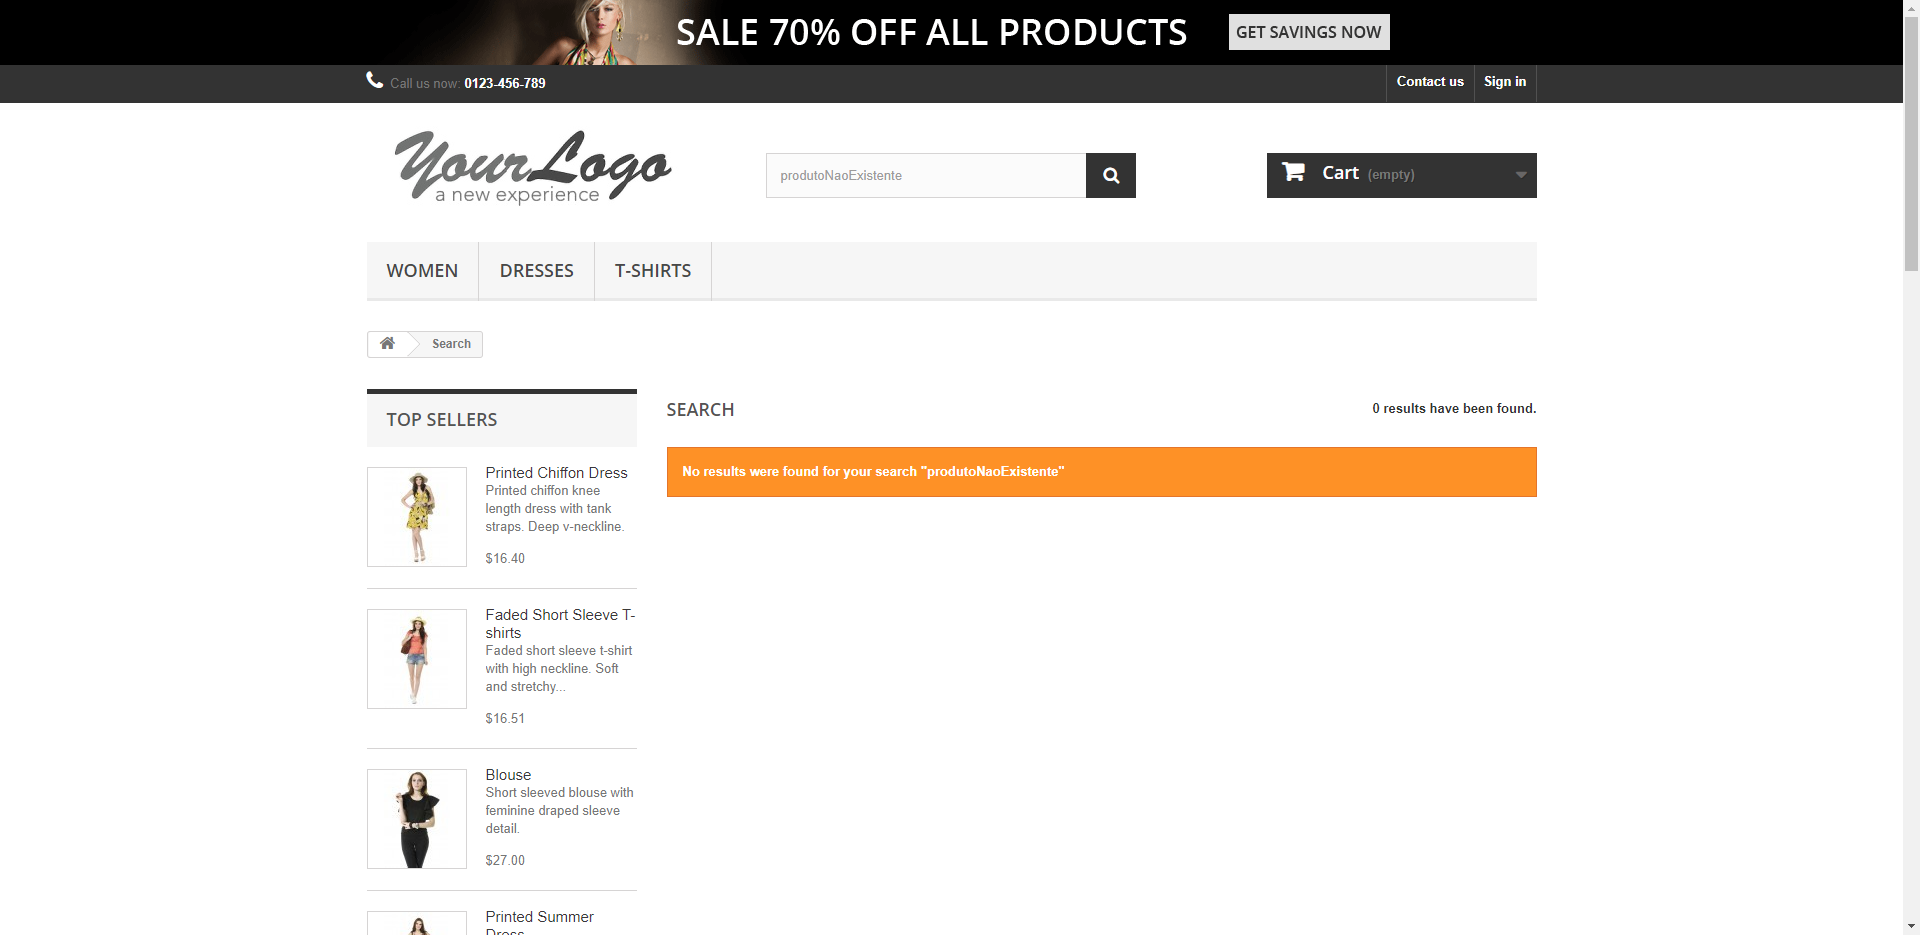 SALE 70% OFF ALL PRODUCTS
GET SAVINGS NOW
Call us now: 0123-456-789
Contact us
Sign in
YourLogo
a new experience
produtoNaoExistente
Cart (empty)
WOMEN
DRESSES
T-SHIRTS
Search
TOP SELLERS
Printed Chiffon Dress
Printed chiffon knee
length dress with tank
straps. Deep v-neckline.
$16.40
Faded Short Sleeve T-
shirts
Faded short sleeve t-shirt
with high neckline. Soft
and stretchy...
$16.51
Blouse
Short sleeved blouse with
feminine draped sleeve
detail.
$27.00
Printed Summer
Dress
SEARCH
0 results have been found.
No results were found for your search "produtoNaoExistente"